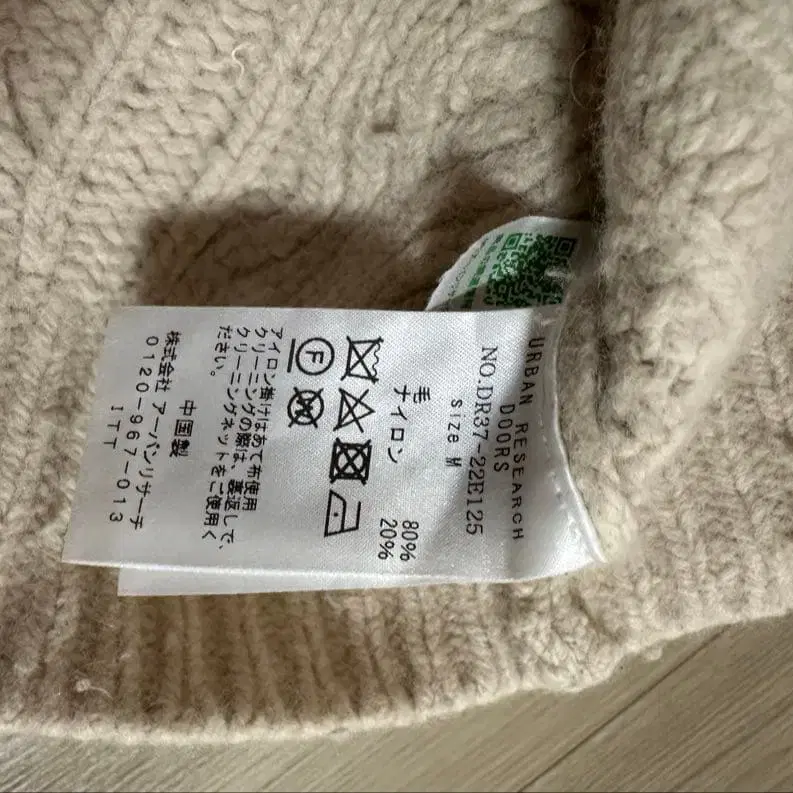 URBAN RESEARCH
DOORS
NO.DR37-22E125
Size M
毛 80%
ナイロン 20%
F
アイロン掛けはあて布使用
クリーニングの際は、裏返しで、
クリーニングネットをご使用く
ださい。
中国製
株式会社 アーバンリサーチ
0120-967-013
ITT